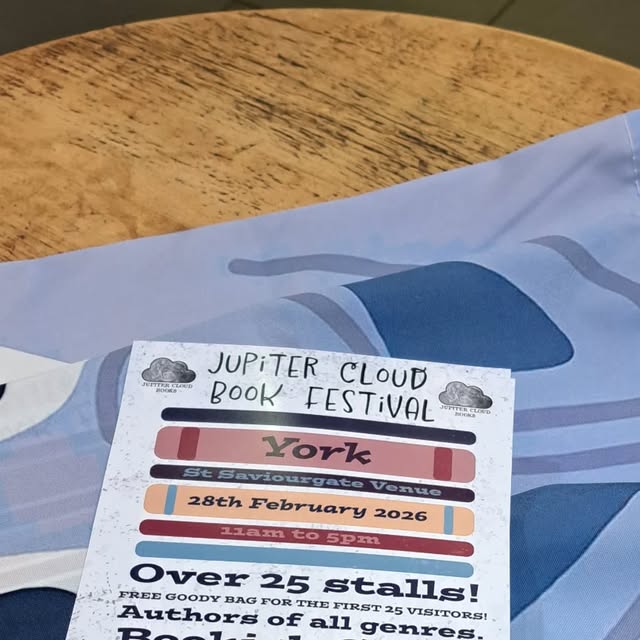 JUPiTER CLOUD
BOOK FESTiVAL
JUPITER CLOUD
BOOKS
JUPITER CLOUD
BOOKS
York
St Saviourgate Venue
28th February 2026
11am to 5pm
Over 25 stalls!
FREE GOODY BAG FOR THE FIRST 25 VISITORS!
Authors of all genres.